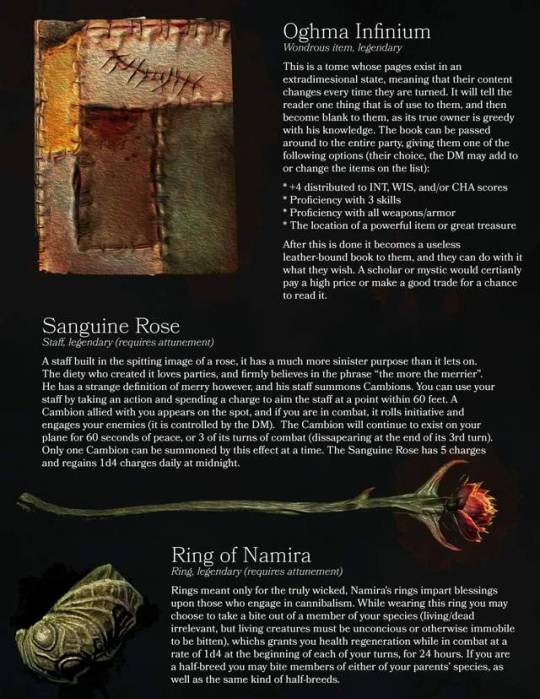 Oghma Infinium
Wondrous item, legendary
This is a tome whose pages exist in an
extradimesional state, meaning that their content
changes every time they are turned. It will tell the
reader one thing that is of use to them, and then
become blank to them, as its true owner is greedy
with his knowledge. The book can be passed
around to the entire party, giving them one of the
following options (their choice, the DM may add to
or change the items on the list):
* +4 distributed to INT, WIS, and/or CHA scores
* Proficiency with 3 skills
* Proficiency with all weapons/armor
* The location of a powerful item or great treasure
After this is done it becomes a useless
leather-bound book to them, and they can do with it
what they wish. A scholar or mystic would certianly
pay a high price or make a good trade for a chance
to read it.
Sanguine Rose
Staff, legendary (requires attunement)
A staff built in the spitting image of a rose, it has a much more sinister purpose than it lets on.
The diety who created it loves parties, and firmly believes in the phrase “the more the merrier”.
He has a strange definition of merry however, and his staff summons Cambions. You can use your
staff by taking an action and spending a charge to aim the staff at a point within 60 feet. A
Cambion allied with you appears on the spot, and if you are in combat, it rolls initiative and
engages your enemies (it is controlled by the DM).  The Cambion will continue to exist on your
plane for 60 seconds of peace, or 3 of its turns of combat (dissapearing at the end of its 3rd turn).
Only one Cambion can be summoned by this effect at a time. The Sanguine Rose has 5 charges
and regains 1d4 charges daily at midnight.
Ring of Namira
Ring, legendary (requires attunement)
Rings meant only for the truly wicked, Namira's rings impart blessings
upon those who engage in cannibalism. While wearing this ring you may
choose to take a bite out of a member of your species (living/dead
irrelevant, but living creatures must be unconcious or otherwise immobile
to be bitten), whichs grants you health regeneration while in combat at a
rate of 1d4 at the beginning of each of your turns, for 24 hours. If you are
a half-breed you may bite members of either of your parents' species, as
well as the same kind of half-breeds.